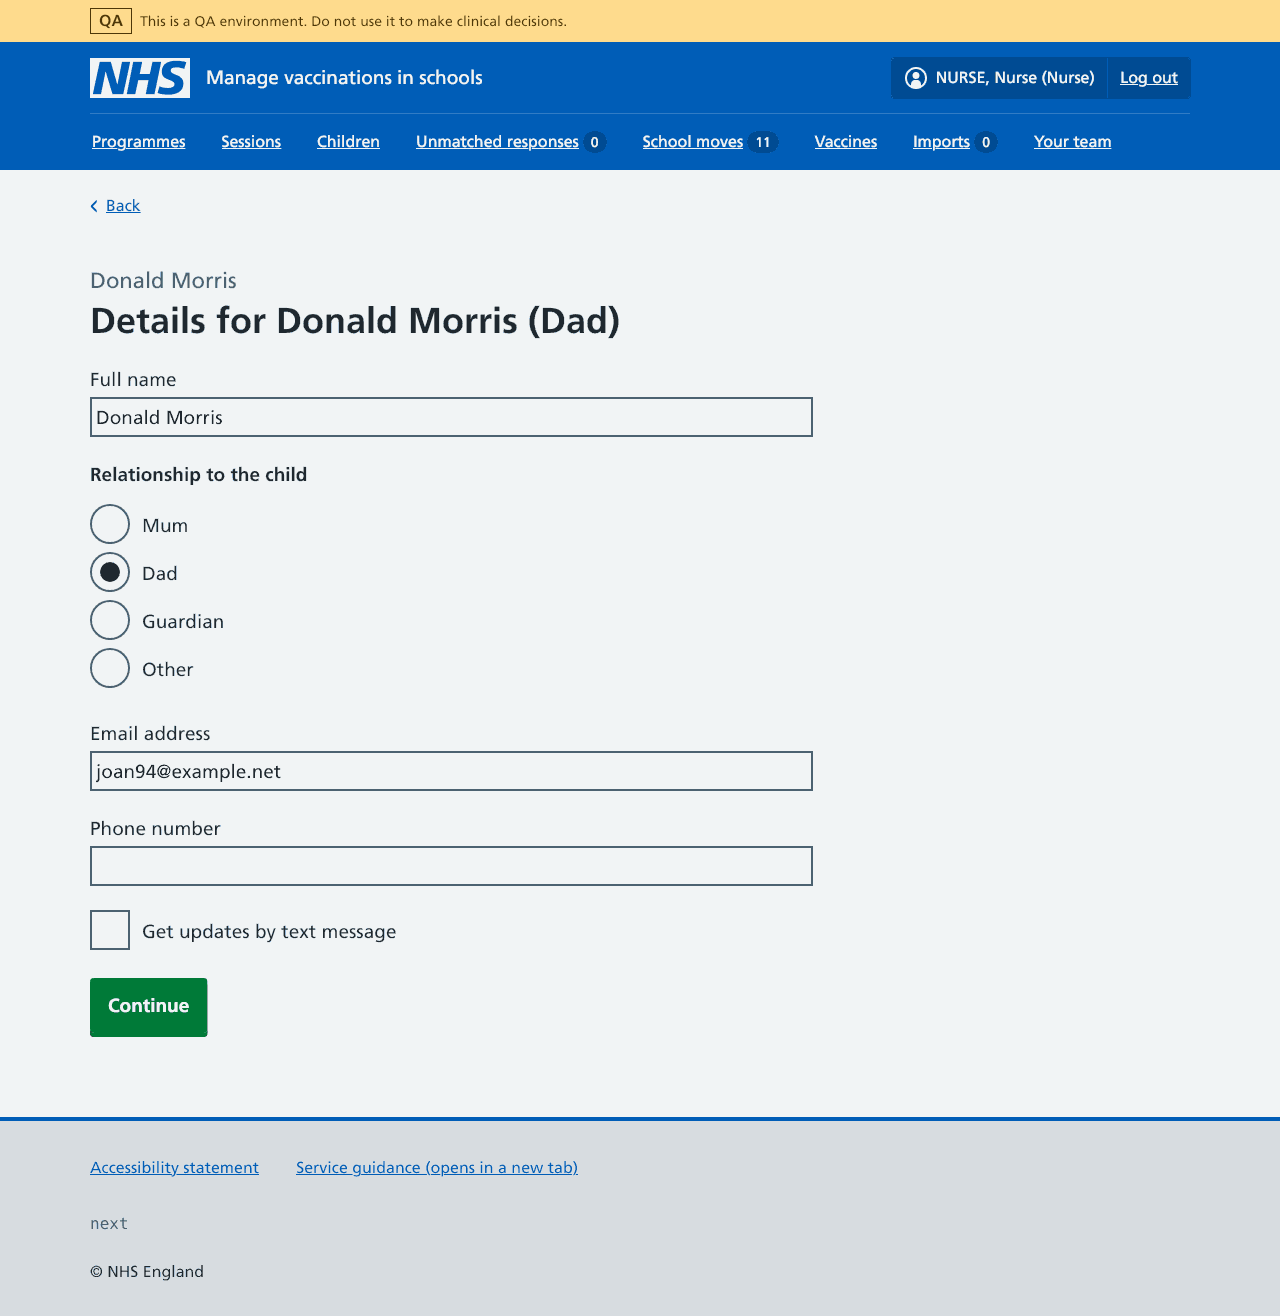 QA This is a QA environment. Do not use it to make clinical decisions.
NHS Manage vaccinations in schools NURSE, Nurse (Nurse) Log out
Programmes Sessions Children Unmatched responses 0 School moves 11 Vaccines Imports 0 Your team
Back
Donald Morris
Details for Donald Morris (Dad)
Full name
Donald Morris
Relationship to the child
Mum
Dad
Guardian
Other
Email address
joan94@example.net
Phone number
Get updates by text message
Continue
Accessibility statement Service guidance (opens in a new tab)
next
© NHS England